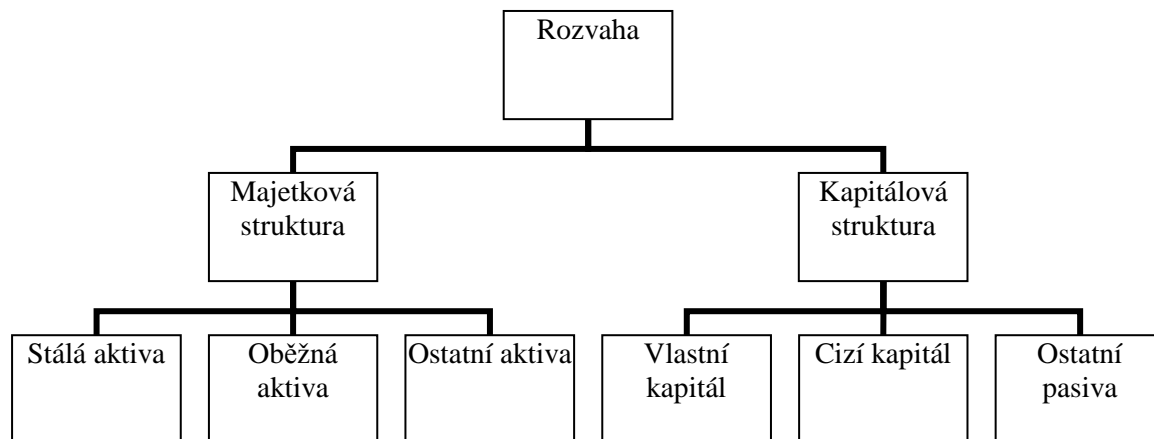 Rozvaha
Majetková
struktura
Kapitálová
struktura
Stálá aktiva
Oběžná
aktiva
Ostatní aktiva
Vlastní
kapitál
Cizí kapitál
Ostatní
pasiva